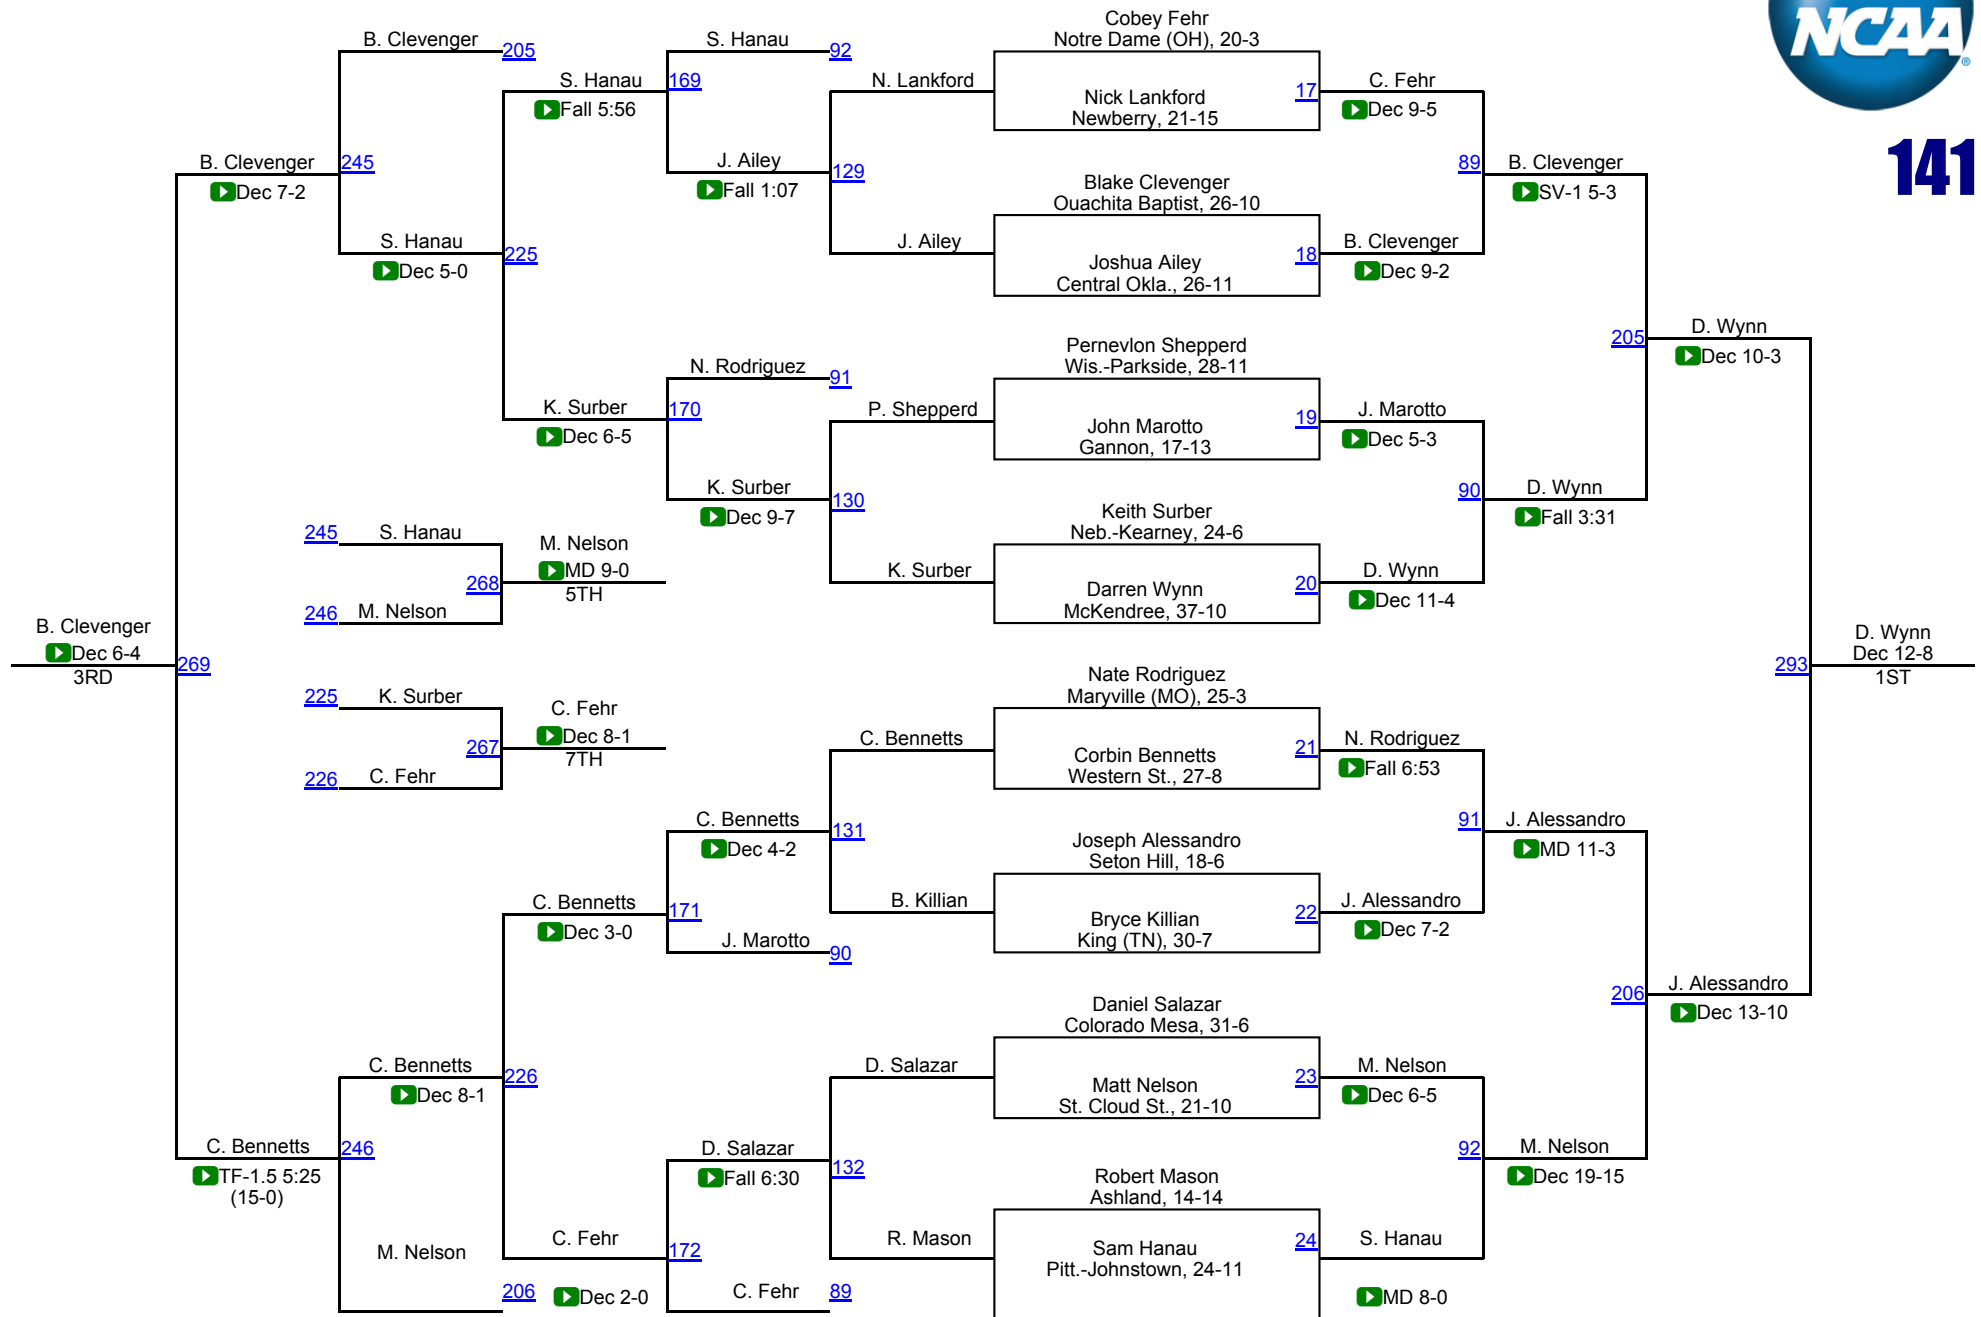 NCAA
®
141
B. Clevenger
205
S. Hanau
92
Cobey Fehr
Notre Dame (OH), 20-3
S. Hanau
169
N. Lankford
17
C. Fehr
Fall 5:56
Nick Lankford
Newberry, 21-15
Dec 9-5
B. Clevenger
245
J. Ailey
129
89
B. Clevenger
Dec 7-2
Fall 1:07
Blake Clevenger
Ouachita Baptist, 26-10
SV-1 5-3
S. Hanau
225
J. Ailey
18
B. Clevenger
Dec 5-0
Joshua Ailey
Central Okla., 26-11
Dec 9-2
205
D. Wynn
Dec 10-3
Pernevlon Shepperd
Wis.-Parkside, 28-11
N. Rodriguez
91
K. Surber
170
P. Shepperd
19
J. Marotto
Dec 6-5
John Marotto
Gannon, 17-13
Dec 5-3
K. Surber
130
90
D. Wynn
Dec 9-7
Keith Surber
Neb.-Kearney, 24-6
Fall 3:31
245
S. Hanau
M. Nelson
MD 9-0
5TH
268
K. Surber
20
D. Wynn
246
M. Nelson
Darren Wynn
McKendree, 37-10
Dec 11-4
B. Clevenger
Dec 6-4
3RD
269
293
D. Wynn
Dec 12-8
1ST
225
K. Surber
Nate Rodriguez
Maryville (MO), 25-3
C. Fehr
Dec 8-1
7TH
267
C. Bennetts
21
N. Rodriguez
226
C. Fehr
Corbin Bennetts
Western St., 27-8
Fall 6:53
C. Bennetts
131
91
J. Alessandro
Dec 4-2
Joseph Alessandro
Seton Hill, 18-6
MD 11-3
C. Bennetts
171
B. Killian
22
J. Alessandro
Dec 3-0
Bryce Killian
King (TN), 30-7
Dec 7-2
J. Marotto
90
206
J. Alessandro
Dec 13-10
Daniel Salazar
Colorado Mesa, 31-6
C. Bennetts
226
D. Salazar
23
M. Nelson
Dec 8-1
Matt Nelson
St. Cloud St., 21-10
Dec 6-5
C. Bennetts
246
D. Salazar
132
92
M. Nelson
TF-1.5 5:25
(15-0)
Fall 6:30
Robert Mason
Ashland, 14-14
Dec 19-15
M. Nelson
206
C. Fehr
172
R. Mason
24
S. Hanau
Dec 2-0
C. Fehr
89
Sam Hanau
Pitt.-Johnstown, 24-11
MD 8-0